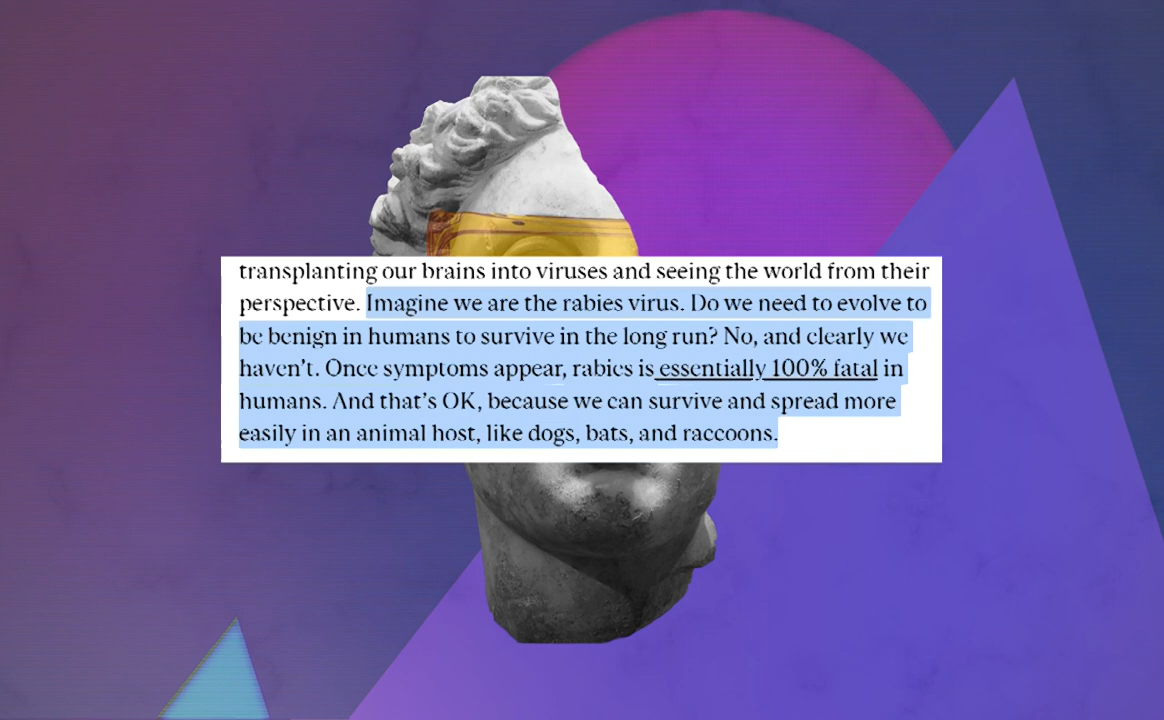 transplanting our brains into viruses and seeing the world from their
perspective. Imagine we are the rabies virus. Do we need to evolve to
be benign in humans to survive in the long run? No, and clearly we
haven't. Once symptoms appear, rabies is essentially 100% fatal in
humans. And that's OK, because we can survive and spread more
easily in an animal host, like dogs, bats, and raccoons.